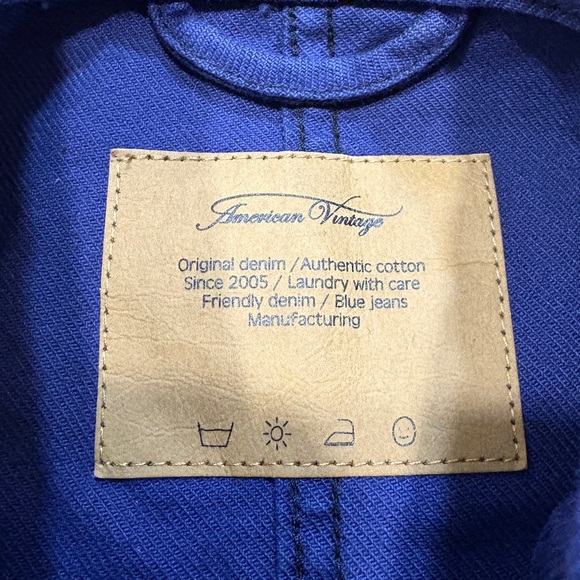 American Vintage
Original denim / Authentic cotton
Since 2005 / Laundry with care
Friendly denim / Blue jeans
Manufacturing